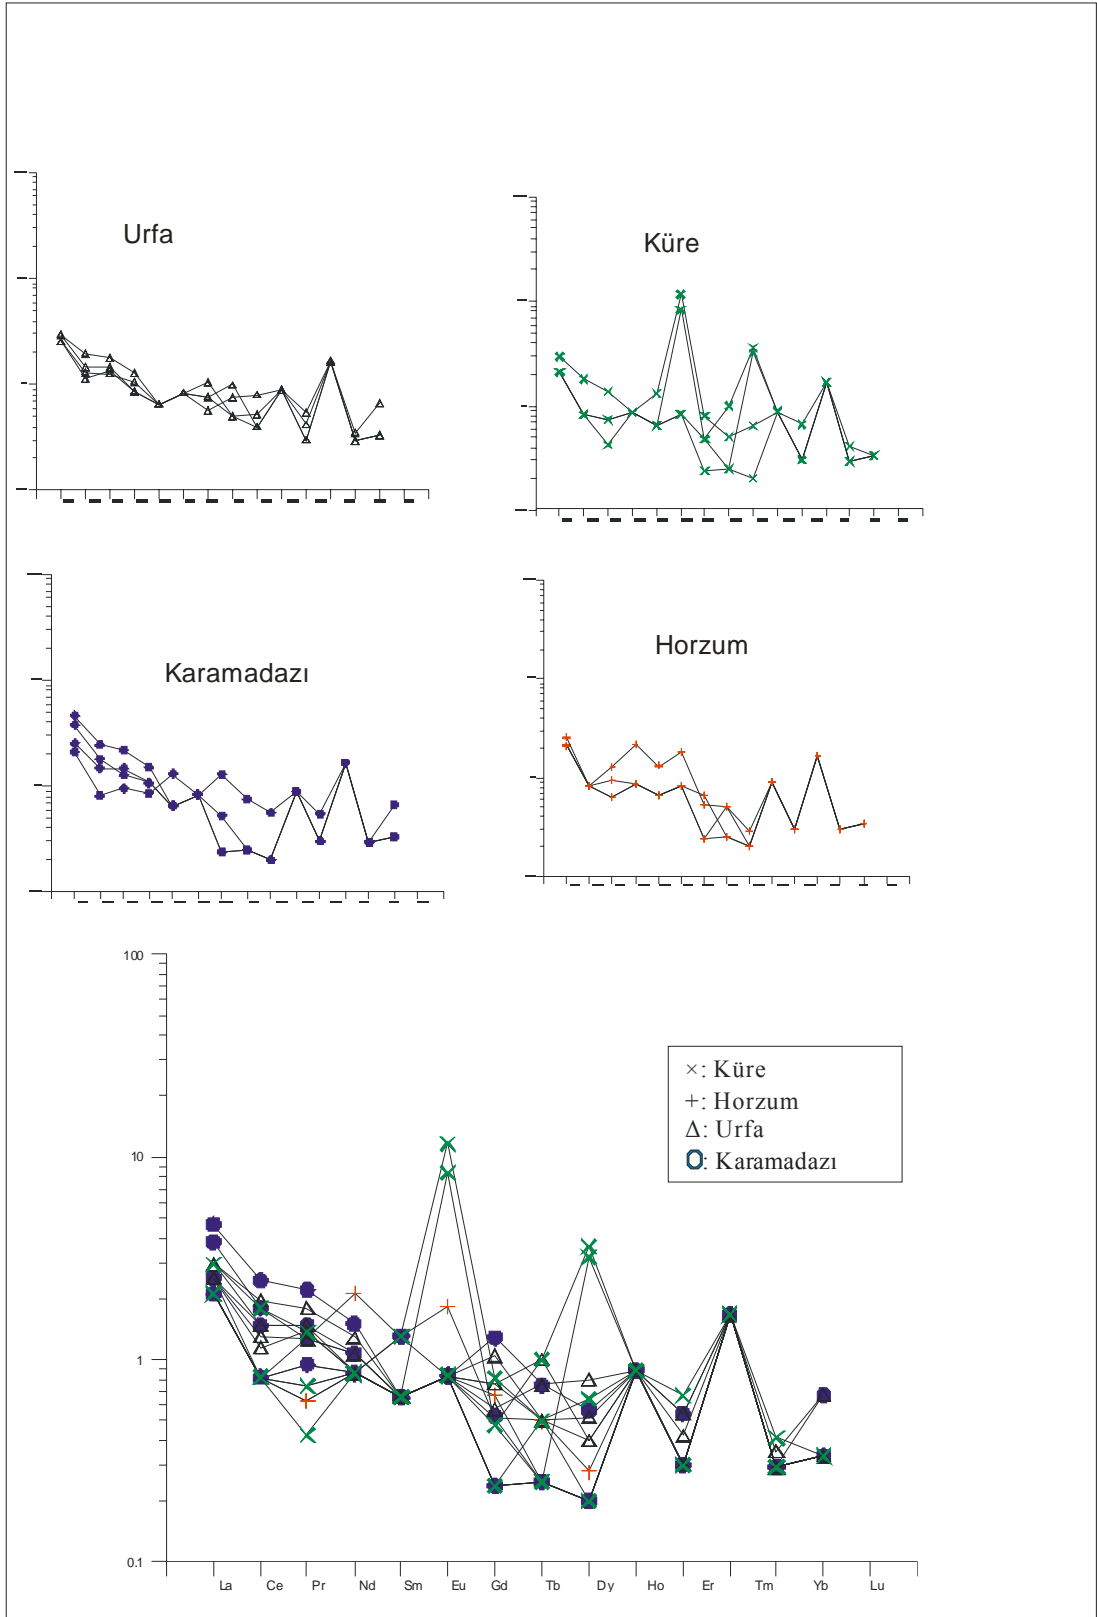 Urfa
Küre
Karamadazı
Horzum
100
×: Küre
+: Horzum
Δ: Urfa
O: Karamadazı
10
1
0.1
La Ce Pr Nd Sm Eu Gd Tb Dy Ho Er Tm Yb Lu